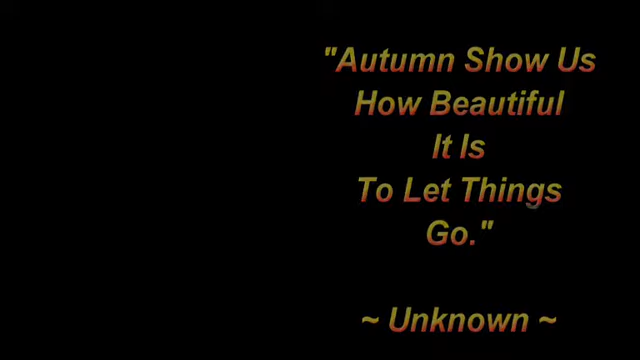 "Autumn Show Us
How Beautiful
It Is
To Let Things
Go."
~ Unknown ~